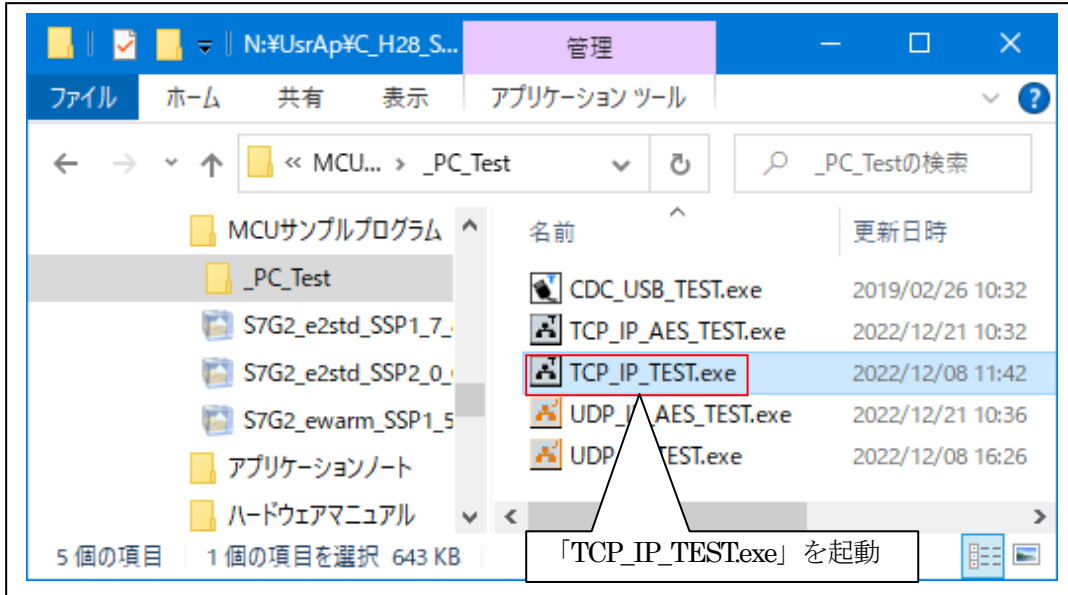 N:¥UsrAp¥C_H28_S... 管理
ファイル ホーム 共有 表示 アプリケーション ツール
« MCU... › _PC_Test _PC_Testの検索
MCUサンプルプログラム
_PC_Test
S7G2_e2std_SSP1_7_
S7G2_e2std_SSP2_0_
S7G2_ewarm_SSP1_5
アプリケーションノート
ハードウェアマニュアル
名前 更新日時
CDC_USB_TEST.exe 2019/02/26 10:32
TCP_IP_AES_TEST.exe 2022/12/21 10:32
TCP_IP_TEST.exe 2022/12/08 11:42
UDP_I AES_TEST.exe 2022/12/21 10:36
UDP TEST.exe 2022/12/08 16:26
5 個の項目 1 個の項目を選択 643 KB
「TCP_IP_TEST.exe」を起動